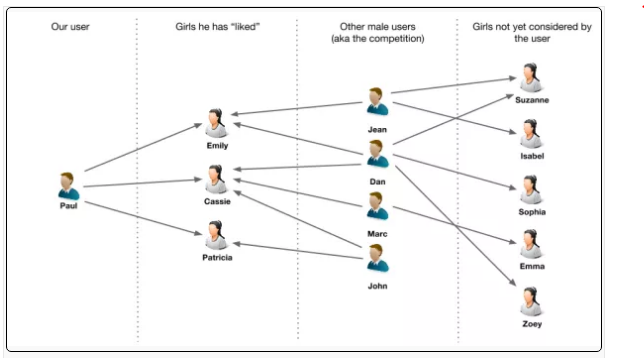 Our user
Girls he has “liked”
Other male users
(aka the competition)
Girls not yet considered by
the user
Paul
Emily
Cassie
Patricia
Jean
Dan
Marc
John
Suzanne
Isabel
Sophia
Emma
Zoey